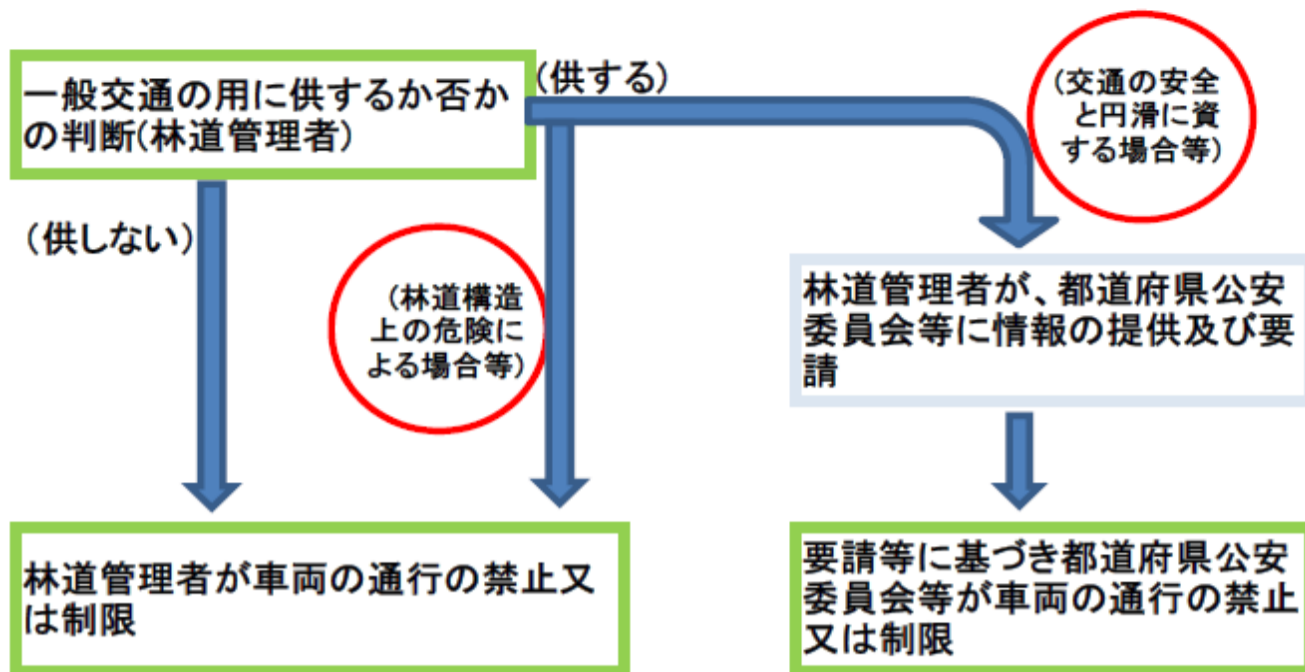 一般交通の用に供するか否か
の判断(林道管理者)
(供する)
(交通の安全
と円滑に資
する場合等)
(供しない)
(林道構造
上の危険に
よる場合等)
林道管理者が、都道府県公安
委員会等に情報の提供及び要
請
林道管理者が車両の通行の禁止又
は制限
要請等に基づき都道府県公安
委員会等が車両の通行の禁止
又は制限